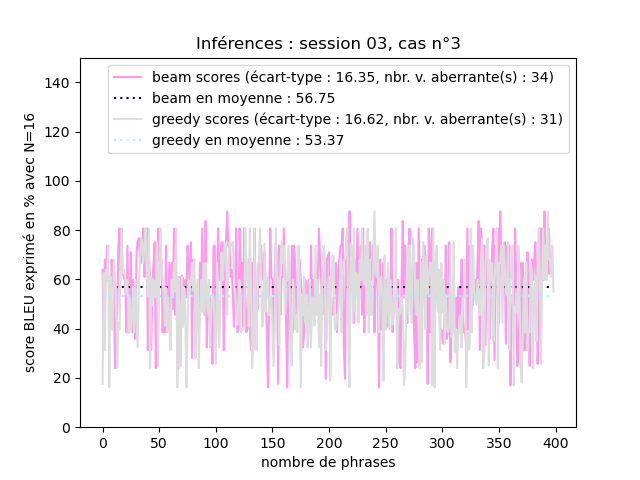 Inférences : session 03, cas n°3
beam scores (écart-type : 16.35, nbr. v. aberrante(s) : 34)
beam en moyenne : 56.75
greedy scores (écart-type : 16.62, nbr. v. aberrante(s) : 31)
greedy en moyenne : 53.37
score BLEU exprimé en % avec N=16
140
120
100
80
60
40
20
0
0 50 100 150 200 250 300 350 400
nombre de phrases